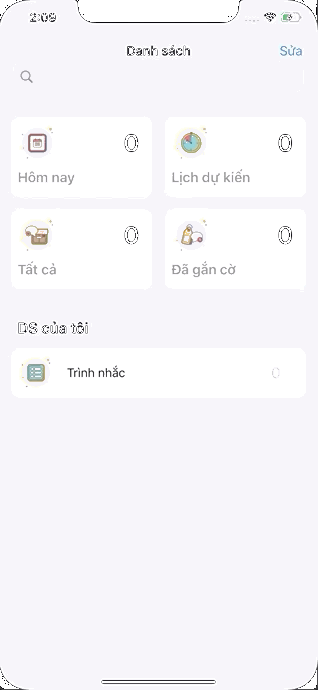 2:09
Danh sách
Sửa
0
0
Hôm nay
Lịch dự kiến
0
0
Tất cả
Đã gắn cờ
DS của tôi
Trình nhắc
0